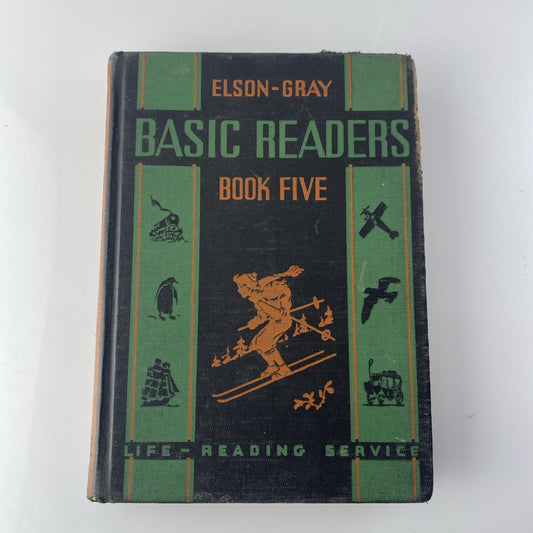 ELSON-GRAY
BASIC READERS
BOOK FIVE
LIFE - READING SERVICE